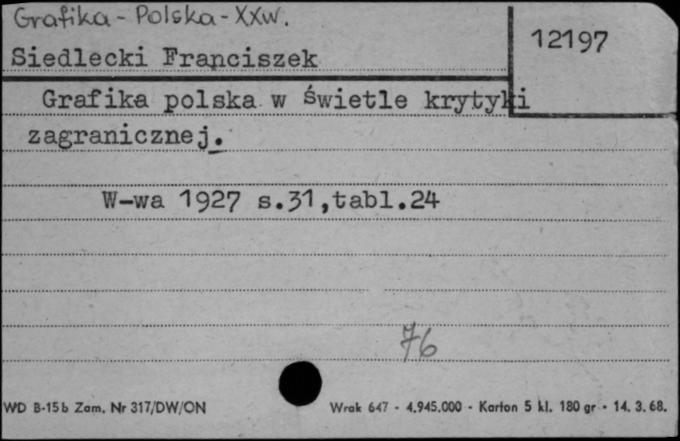 Grafika - Polska - XXw.
12197
Siedlecki Franciszek
Grafika polska w świetle krytyki
zagranicznej.
W-wa 1927 s.31,tabl.24
76
WD B-15b Zam. Nr 317/DW/ON Wrak 647 - 4.945.000 - Karton 5 kl. 180 gr - 14. 3. 68.